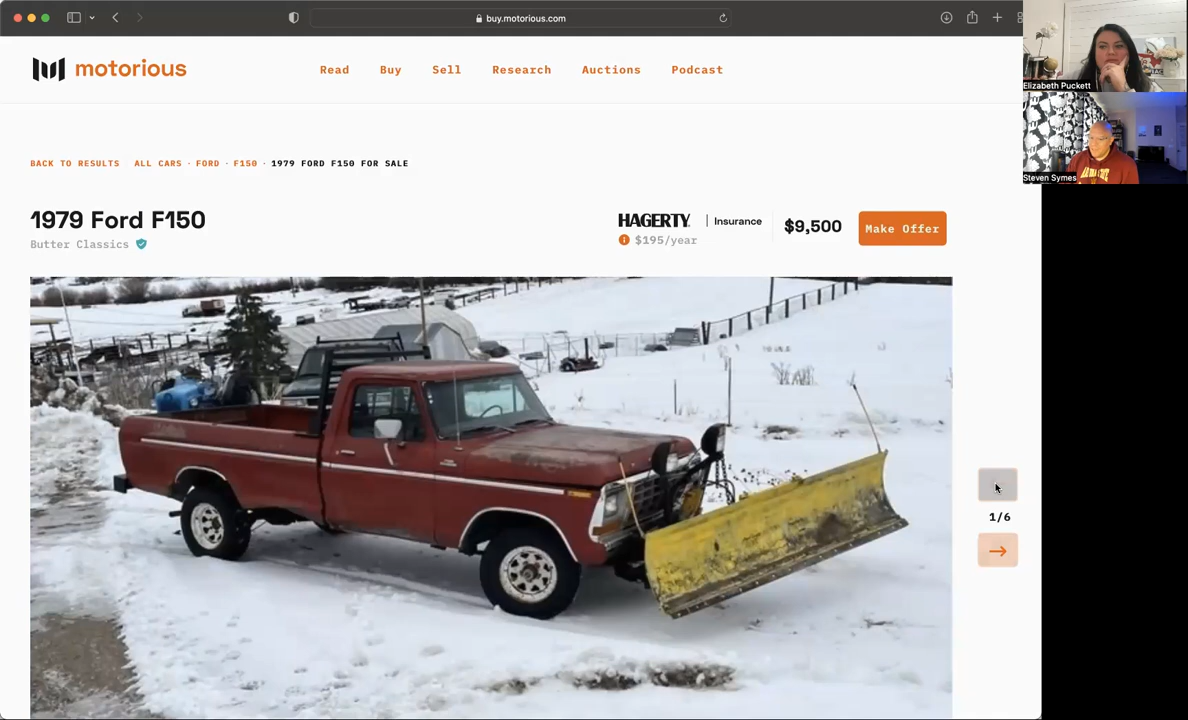 buy.motorious.com
motorious
Read Buy Sell Research Auctions Podcast
Elizabeth Puckett
Steven Symes
BACK TO RESULTS ALL CARS · FORD · F150 · 1979 FORD F150 FOR SALE
1979 Ford F150
Butter Classics
HAGERTY | Insurance
$195/year
$9,500
Make Offer
1/6